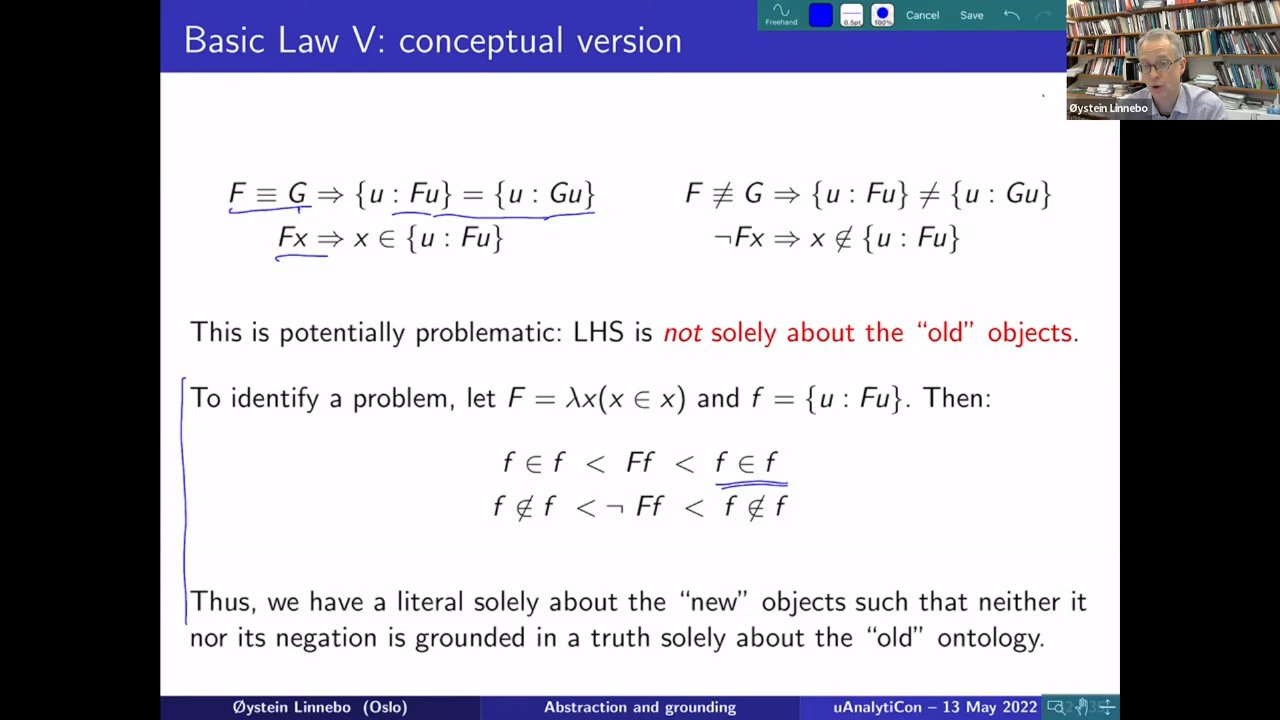 Basic Law V: conceptual version
Freehand 0.5pt 100% Cancel Save
Øystein Linnebo
F ≡ G ⇒ {u : Fu} = {u : Gu} F ≢ G ⇒ {u : Fu} ≠ {u : Gu}
Fx ⇒ x ∈ {u : Fu} ¬Fx ⇒ x ∉ {u : Fu}
This is potentially problematic: LHS is not solely about the “old” objects.
To identify a problem, let F = λx(x ∈ x) and f = {u : Fu}. Then:
f ∈ f < Ff < f ∈ f
f ∉ f < ¬ Ff < f ∉ f
Thus, we have a literal solely about the “new” objects such that neither it
nor its negation is grounded in a truth solely about the “old” ontology.
Øystein Linnebo (Oslo) Abstraction and grounding uAnalytiCon – 13 May 2022